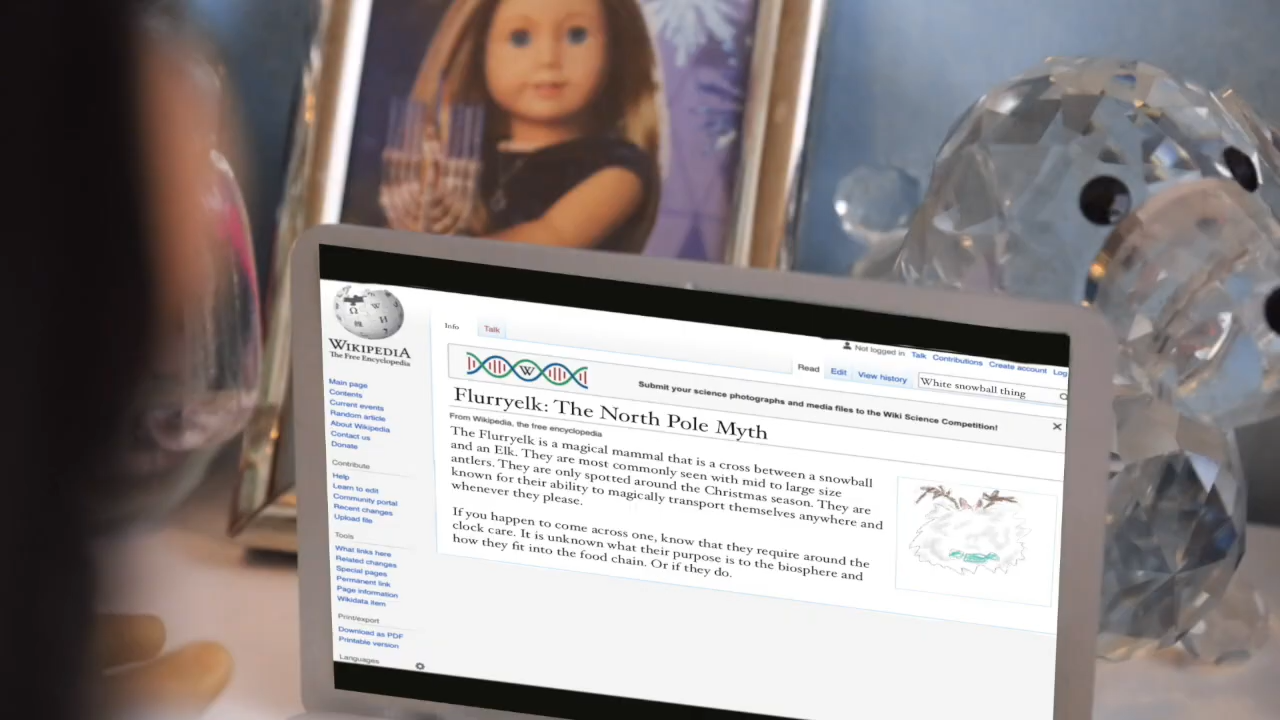 WIKIPEDIA
The Free Encyclopedia
Main page
Contents
Current events
Random article
About Wikipedia
Contact us
Donate
Contribute
Help
Learn to edit
Community portal
Recent changes
Upload file
Tools
What links here
Related changes
Special pages
Permanent link
Page information
Wikidata item
Print/export
Download as PDF
Printable version
Languages
Info Talk
Not logged in Talk Contributions Create account Log
Read Edit View history White snowball thing
W Submit your science photographs and media files to the Wiki Science Competition!
Flurryelk: The North Pole Myth
From Wikipedia, the free encyclopedia
The Flurryelk is a magical mammal that is a cross between a snowball
and an Elk. They are most commonly seen with mid to large size
antlers. They are only spotted around the Christmas season. They are
known for their ability to magically transport themselves anywhere and
whenever they please.
If you happen to come across one, know that they require around the
clock care. It is unknown what their purpose is to the biosphere and
how they fit into the food chain. Or if they do.